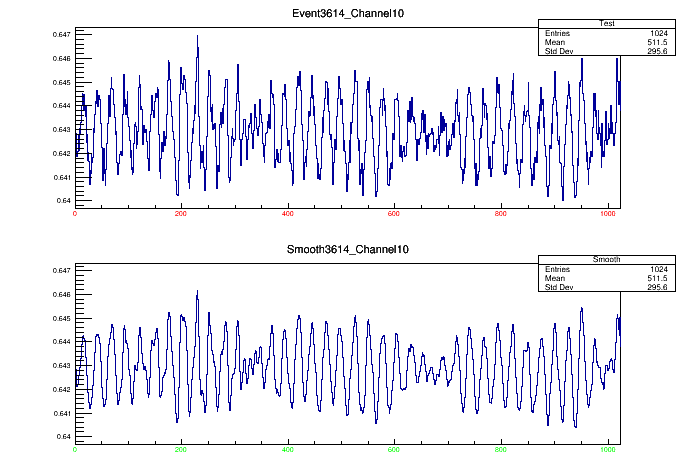 Event3614_Channel10
Test
Entries 1024
Mean 511.5
Std Dev 295.6
0.647
0.646
0.645
0.644
0.643
0.642
0.641
0.64
0 200 400 600 800 1000
Smooth3614_Channel10
Smooth
Entries 1024
Mean 511.5
Std Dev 295.6
0.647
0.646
0.645
0.644
0.643
0.642
0.641
0.64
0 200 400 600 800 1000